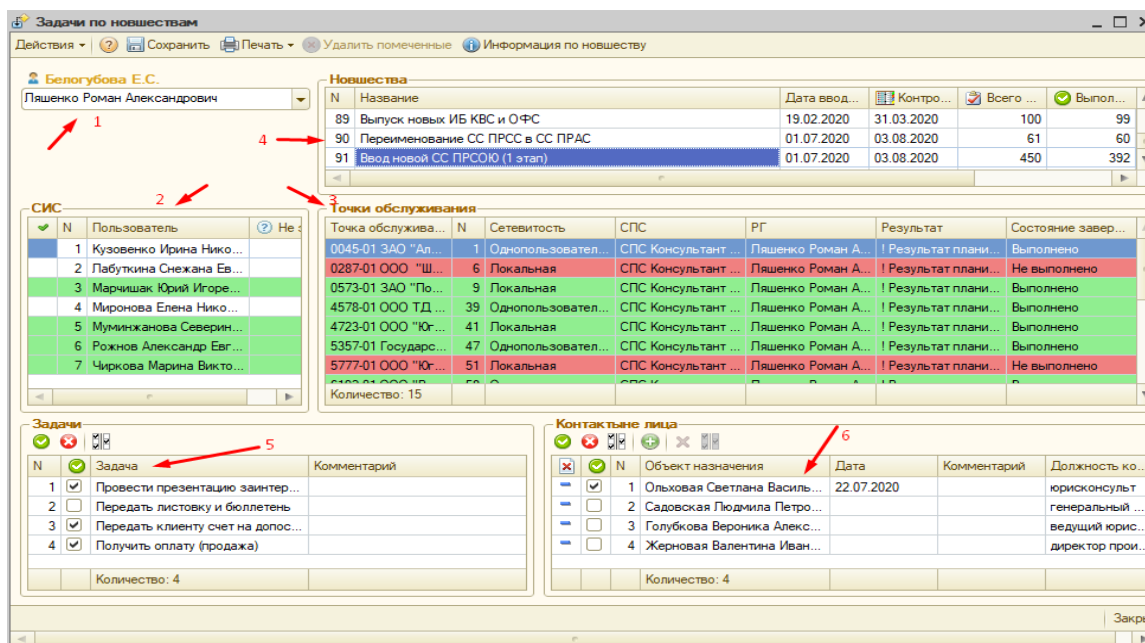 Задачи по новшествам
Действия Сохранить Печать Удалить помеченные Информация по новшеству
Белогубова Е.С.
Ляшенко Роман Александрович
1
Новшества
N Название Дата ввод... Контро... Всего ... Выпол...
89 Выпуск новых ИБ КВС и ОФС 19.02.2020 31.03.2020 100 99
4
90 Переименование СС ПРСС в СС ПРАС 01.07.2020 03.08.2020 61 60
91 Ввод новой СС ПРСОЮ (1 этап) 01.07.2020 03.08.2020 450 392
2
3
СИС
N Пользователь Не з
1 Кузовенко Ирина Нико...
2 Лабуткина Снежана Ев...
3 Марчишак Юрий Игоре...
4 Миронова Елена Нико...
5 Муминжанова Северин...
6 Рожнов Александр Евг...
7 Чиркова Марина Викто...
Точки обслуживания
Точка обслужива... N Сетевитость СПС РГ Результат Состояние завер...
0045-01 ЗАО "Ал... 1 Однопользовател... СПС Консультант ... Ляшенко Роман А... ! Результат плани... Выполнено
0287-01 ООО "Ш... 6 Локальная СПС Консультант ... Ляшенко Роман А... ! Результат плани... Не выполнено
0573-01 ЗАО "По... 9 Локальная СПС Консультант ... Ляшенко Роман А... ! Результат плани... Выполнено
4578-01 ООО ТД ... 39 Однопользовател... СПС Консультант ... Ляшенко Роман А... ! Результат плани... Выполнено
4723-01 ООО "Юг... 41 Локальная СПС Консультант ... Ляшенко Роман А... ! Результат плани... Выполнено
5357-01 Государс... 47 Однопользовател... СПС Консультант ... Ляшенко Роман А... ! Результат плани... Выполнено
5777-01 ООО "Юг... 51 Локальная СПС Консультант ... Ляшенко Роман А... ! Результат плани... Не выполнено
Количество: 15
Задачи
5
N Задача Комментарий
1 Провести презентацию заинтер...
2 Передать листовку и бюллетень
3 Передать клиенту счет на допос...
4 Получить оплату (продажа)
Количество: 4
Контактыне лица
6
N Объект назначения Дата Комментарий Должность ко...
1 Ольховая Светлана Василь... 22.07.2020 юрисконсульт
2 Садовская Людмила Петро... генеральный ...
3 Голубкова Вероника Алекс... ведущий юрис...
4 Жерновая Валентина Иван... директор прои...
Количество: 4
Закры